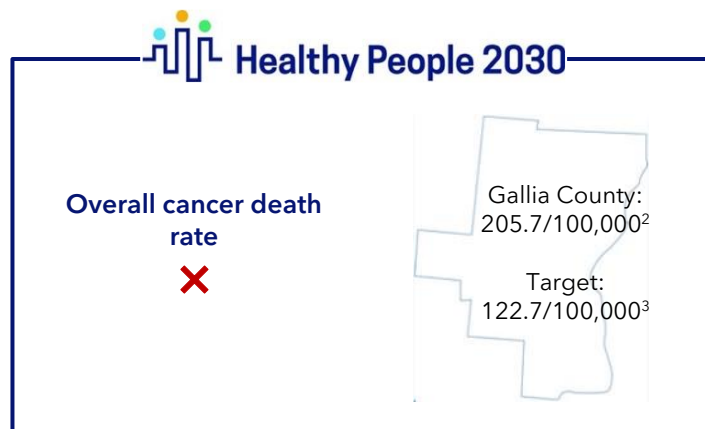 Healthy People 2030
Overall cancer death
rate
Gallia County:
205.7/100,000²
Target:
122.7/100,000³